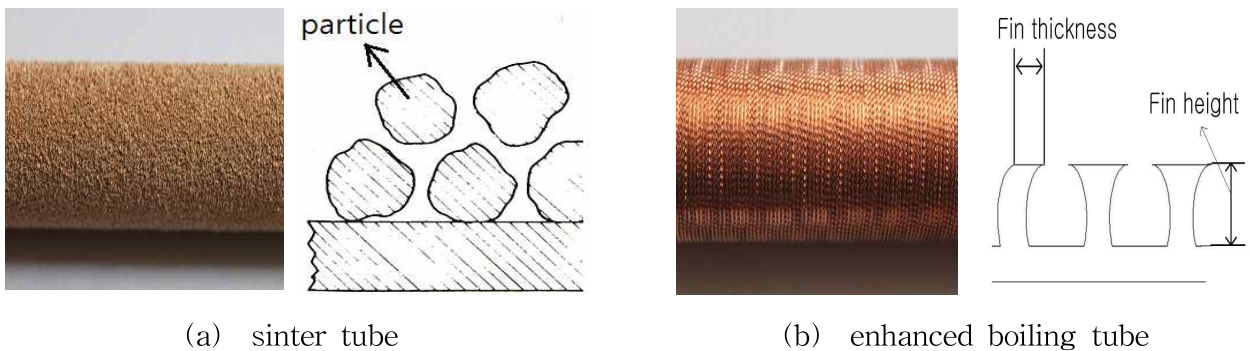 particle
Fin thickness
Fin height
(a) sinter tube
(b) enhanced boiling tube